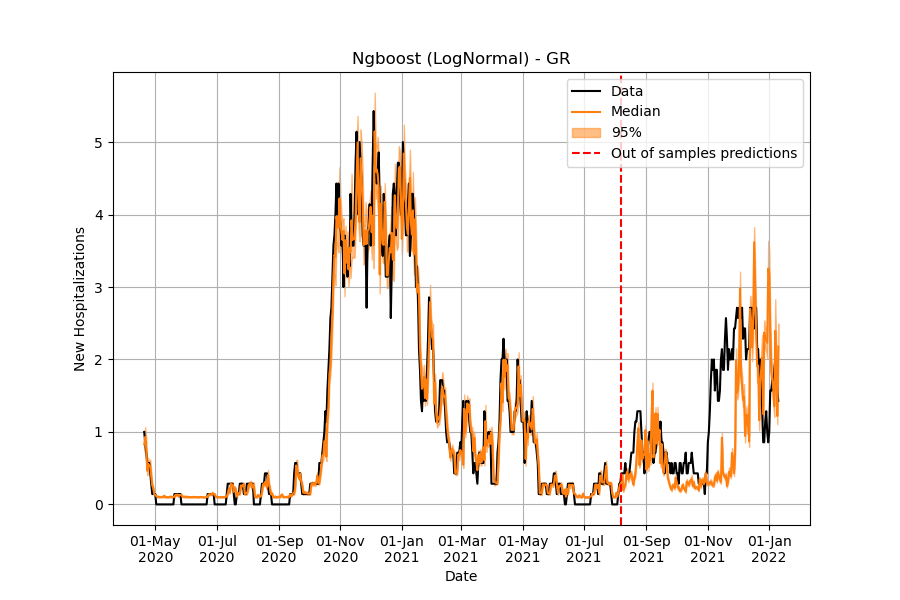 Ngboost (LogNormal) - GR
Data
Median
95%
Out of samples predictions
New Hospitalizations
5
4
3
2
1
0
01-May 01-Jul 01-Sep 01-Nov 01-Jan 01-Mar 01-May 01-Jul 01-Sep 01-Nov 01-Jan
2020 2020 2020 2020 2021 2021 2021 2021 2021 2021 2022
Date